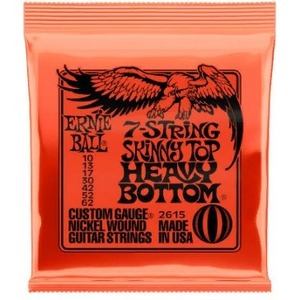 ERNIE
BALL
7-STRING
SKINNY TOP
HEAVY
BOTTOM
10
13
17
30
42
52
62
CUSTOM GAUGE® 2615
NICKEL WOUND MADE
GUITAR STRINGS IN USA